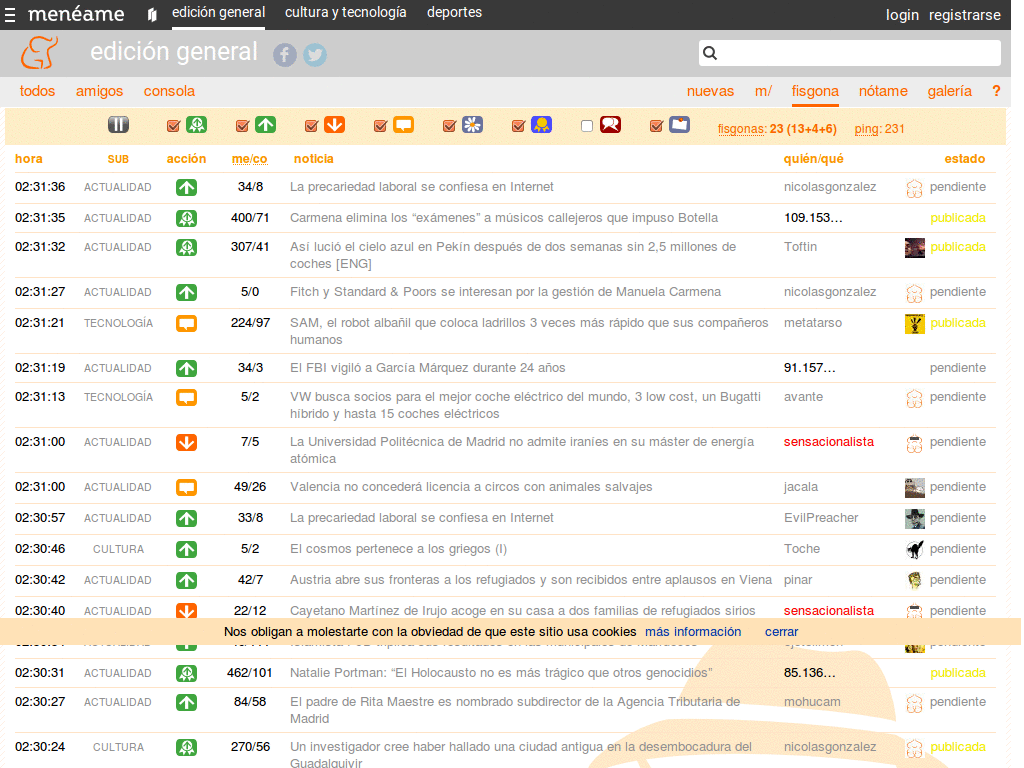 menéame edición general cultura y tecnología deportes login registrarse
edición general
todos amigos consola nuevas m/ fisgona nótame galería ?
fisgonas: 23 (13+4+6) ping: 231
hora SUB acción me/co noticia quién/qué estado
02:31:36 ACTUALIDAD 34/8 La precariedad laboral se confiesa en Internet nicolasgonzalez pendiente
02:31:35 ACTUALIDAD 400/71 Carmena elimina los “exámenes” a músicos callejeros que impuso Botella 109.153… publicada
02:31:32 ACTUALIDAD 307/41 Así lució el cielo azul en Pekín después de dos semanas sin 2,5 millones de Toftin publicada
coches [ENG]
02:31:27 ACTUALIDAD 5/0 Fitch y Standard & Poors se interesan por la gestión de Manuela Carmena nicolasgonzalez pendiente
02:31:21 TECNOLOGÍA 224/97 SAM, el robot albañil que coloca ladrillos 3 veces más rápido que sus compañeros metatarso publicada
humanos
02:31:19 ACTUALIDAD 34/3 El FBI vigiló a García Márquez durante 24 años 91.157… pendiente
02:31:13 TECNOLOGÍA 5/2 VW busca socios para el mejor coche eléctrico del mundo, 3 low cost, un Bugatti avante pendiente
híbrido y hasta 15 coches eléctricos
02:31:00 ACTUALIDAD 7/5 La Universidad Politécnica de Madrid no admite iraníes en su máster de energía sensacionalista pendiente
atómica
02:31:00 ACTUALIDAD 49/26 Valencia no concederá licencia a circos con animales salvajes jacala pendiente
02:30:57 ACTUALIDAD 33/8 La precariedad laboral se confiesa en Internet EvilPreacher pendiente
02:30:46 CULTURA 5/2 El cosmos pertenece a los griegos (I) Toche pendiente
02:30:42 ACTUALIDAD 42/7 Austria abre sus fronteras a los refugiados y son recibidos entre aplausos en Viena pinar pendiente
02:30:40 ACTUALIDAD 22/12 Cayetano Martínez de Irujo acoge en su casa a dos familias de refugiados sirios sensacionalista pendiente
Nos obligan a molestarte con la obviedad de que este sitio usa cookies más información cerrar
02:30:31 ACTUALIDAD 462/101 Natalie Portman: “El Holocausto no es más trágico que otros genocidios” 85.136… publicada
02:30:27 ACTUALIDAD 84/58 El padre de Rita Maestre es nombrado subdirector de la Agencia Tributaria de mohucam pendiente
Madrid
02:30:24 CULTURA 270/56 Un investigador cree haber hallado una ciudad antigua en la desembocadura del nicolasgonzalez publicada
Guadalquivir